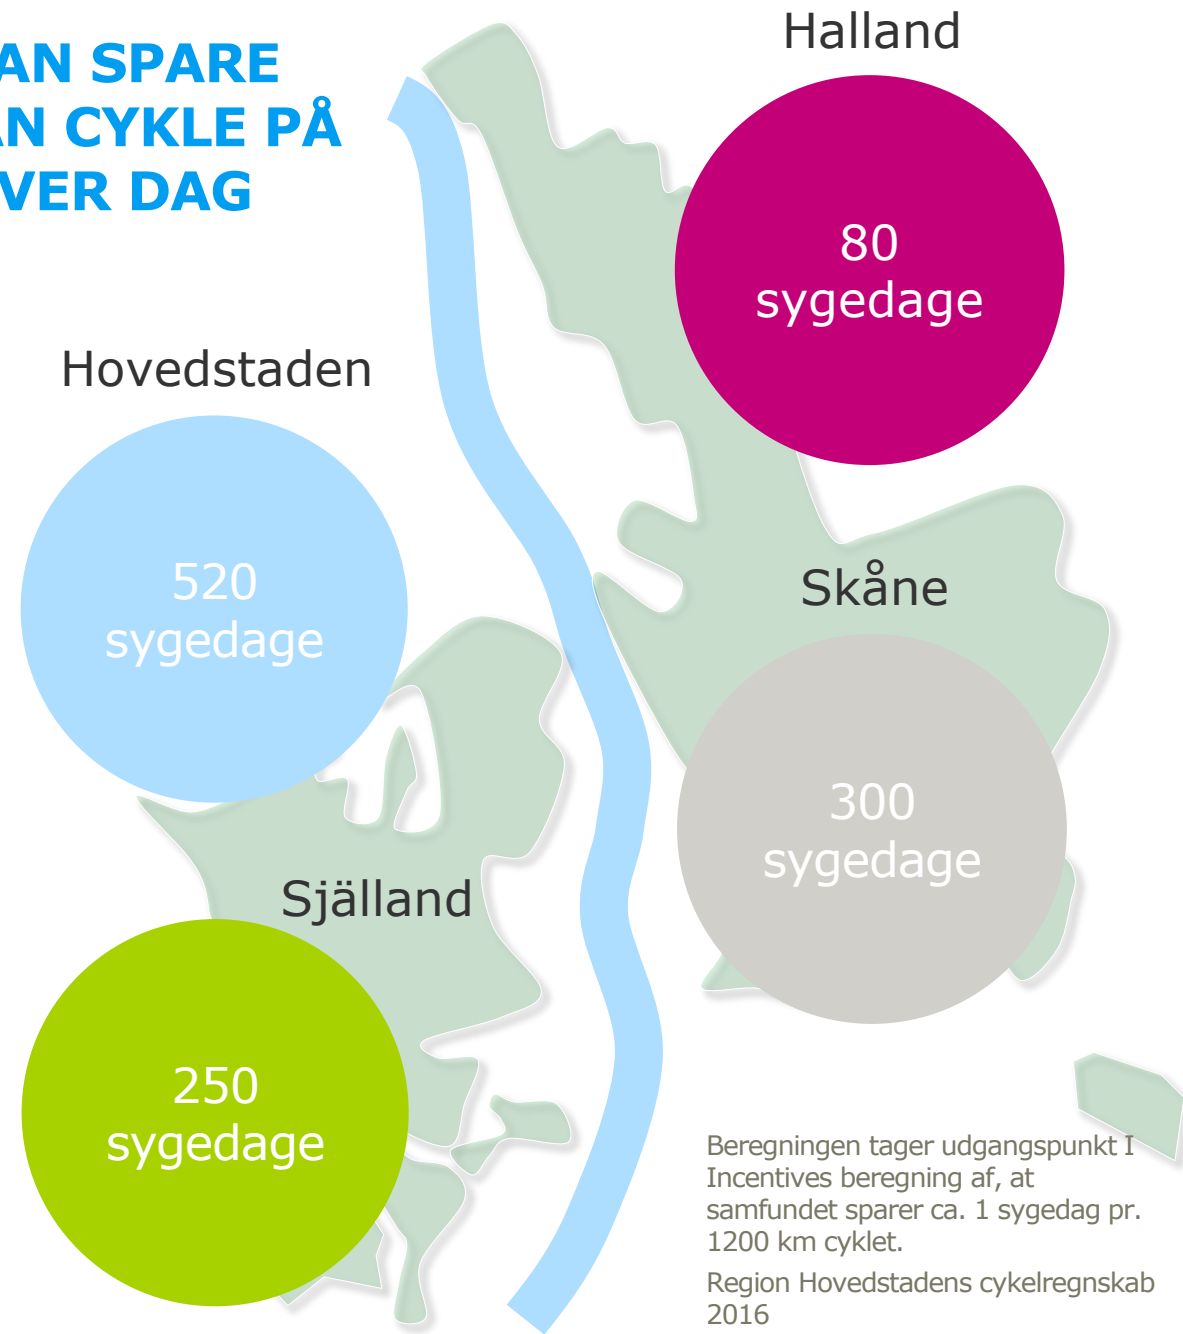 AN SPARE
ÅN CYKLE PÅ
VER DAG
Halland
80
sygedage
Hovedstaden
520
sygedage
Skåne
300
sygedage
Själland
250
sygedage
Beregningen tager udgangspunkt I
Incentives beregning af, at
samfundet sparer ca. 1 sygedag pr.
1200 km cyklet.
Region Hovedstadens cykelregnskab
2016